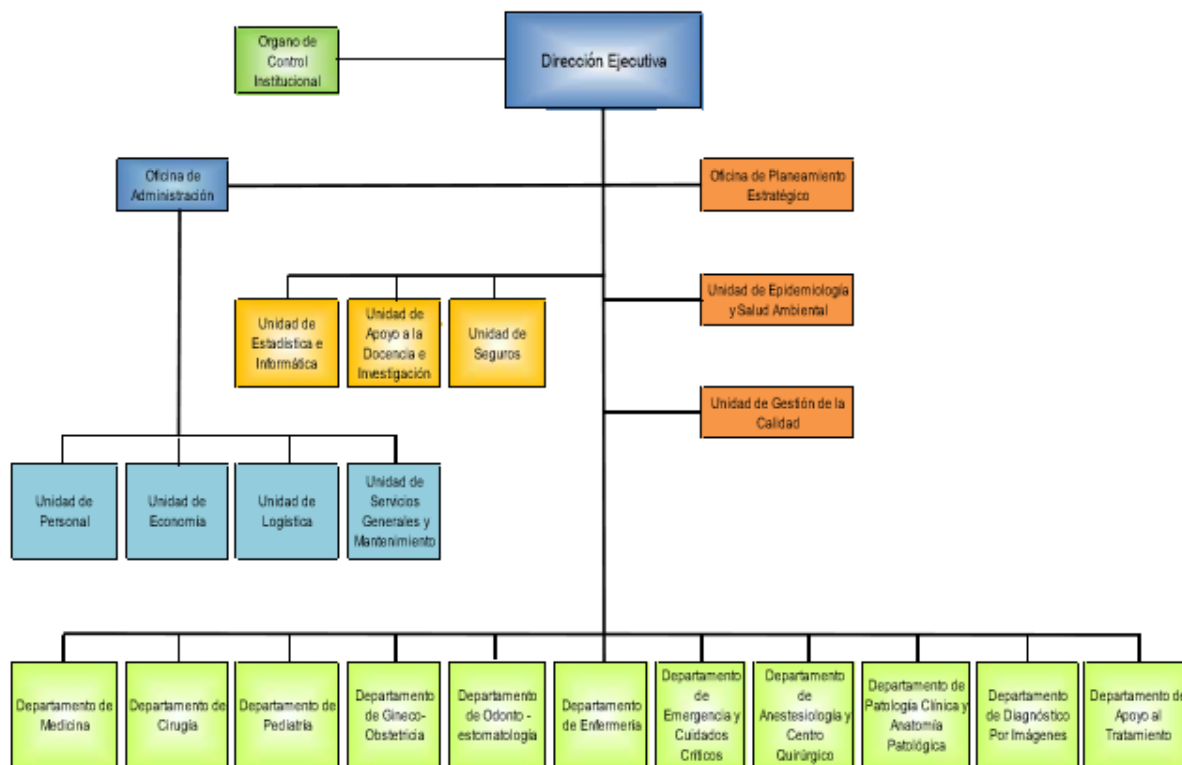 Organo de
Control
Institucional
Dirección Ejecutiva
Oficina de
Administración
Oficina de Planeamiento
Estratégico
Unidad de
Estadística e
Informática
Unidad de
Apoyo a la
Docencia e
Investigación
Unidad de
Seguros
Unidad de Epidemiología
y Salud Ambiental
Unidad de Gestión de la
Calidad
Unidad de
Personal
Unidad de
Economía
Unidad de
Logística
Unidad de
Servicios
Generales y
Mantenimiento
Departamento de
Medicina
Departamento
de Cirugía
Departamento
de Pediatría
Departamento
de Gineco-
Obstetricia
Departamento
de Odonto -
estomatología
Departamento
de Enfermería
Departamento
de
Emergencia y
Cuidados
Críticos
Departamento
de
Anestesiología y
Centro
Quirúrgico
Departamento de
Patología Clínica y
Anatomía
Patológica
Departamento
de Diagnóstico
Por Imágenes
Departamento de
Apoyo al
Tratamiento